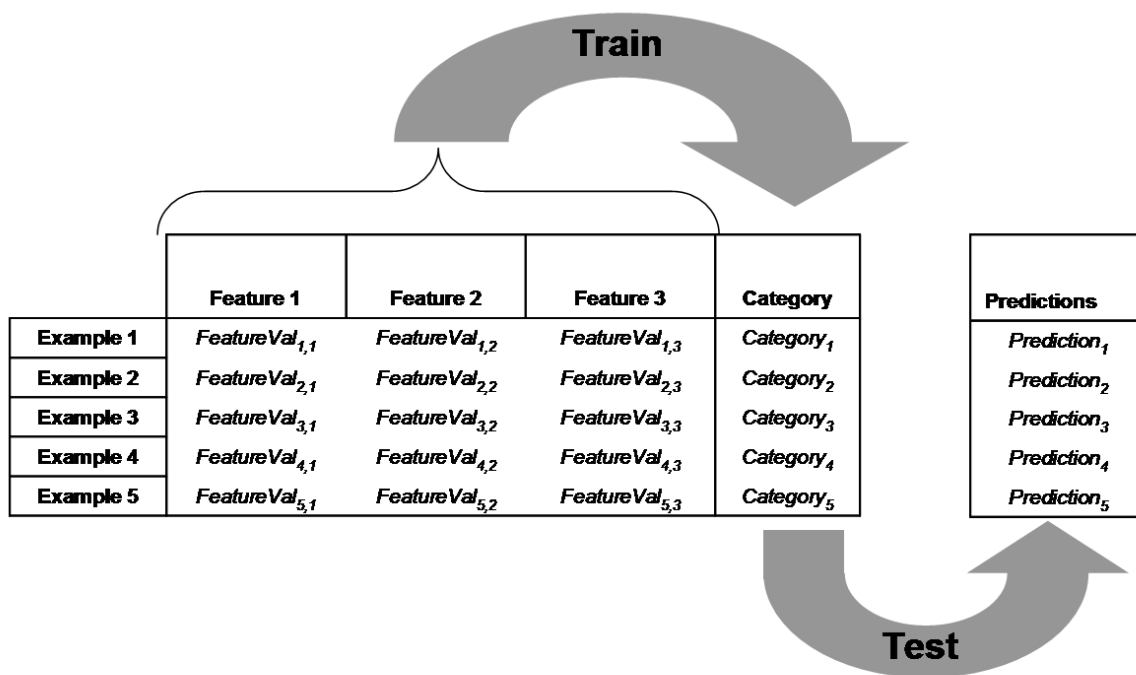 Train
Feature 1 Feature 2 Feature 3 Category Predictions
Example 1 FeatureVal1,1 FeatureVal1,2 FeatureVal1,3 Category1 Prediction1
Example 2 FeatureVal2,1 FeatureVal2,2 FeatureVal2,3 Category2 Prediction2
Example 3 FeatureVal3,1 FeatureVal3,2 FeatureVal3,3 Category3 Prediction3
Example 4 FeatureVal4,1 FeatureVal4,2 FeatureVal4,3 Category4 Prediction4
Example 5 FeatureVal5,1 FeatureVal5,2 FeatureVal5,3 Category5 Prediction5
Test